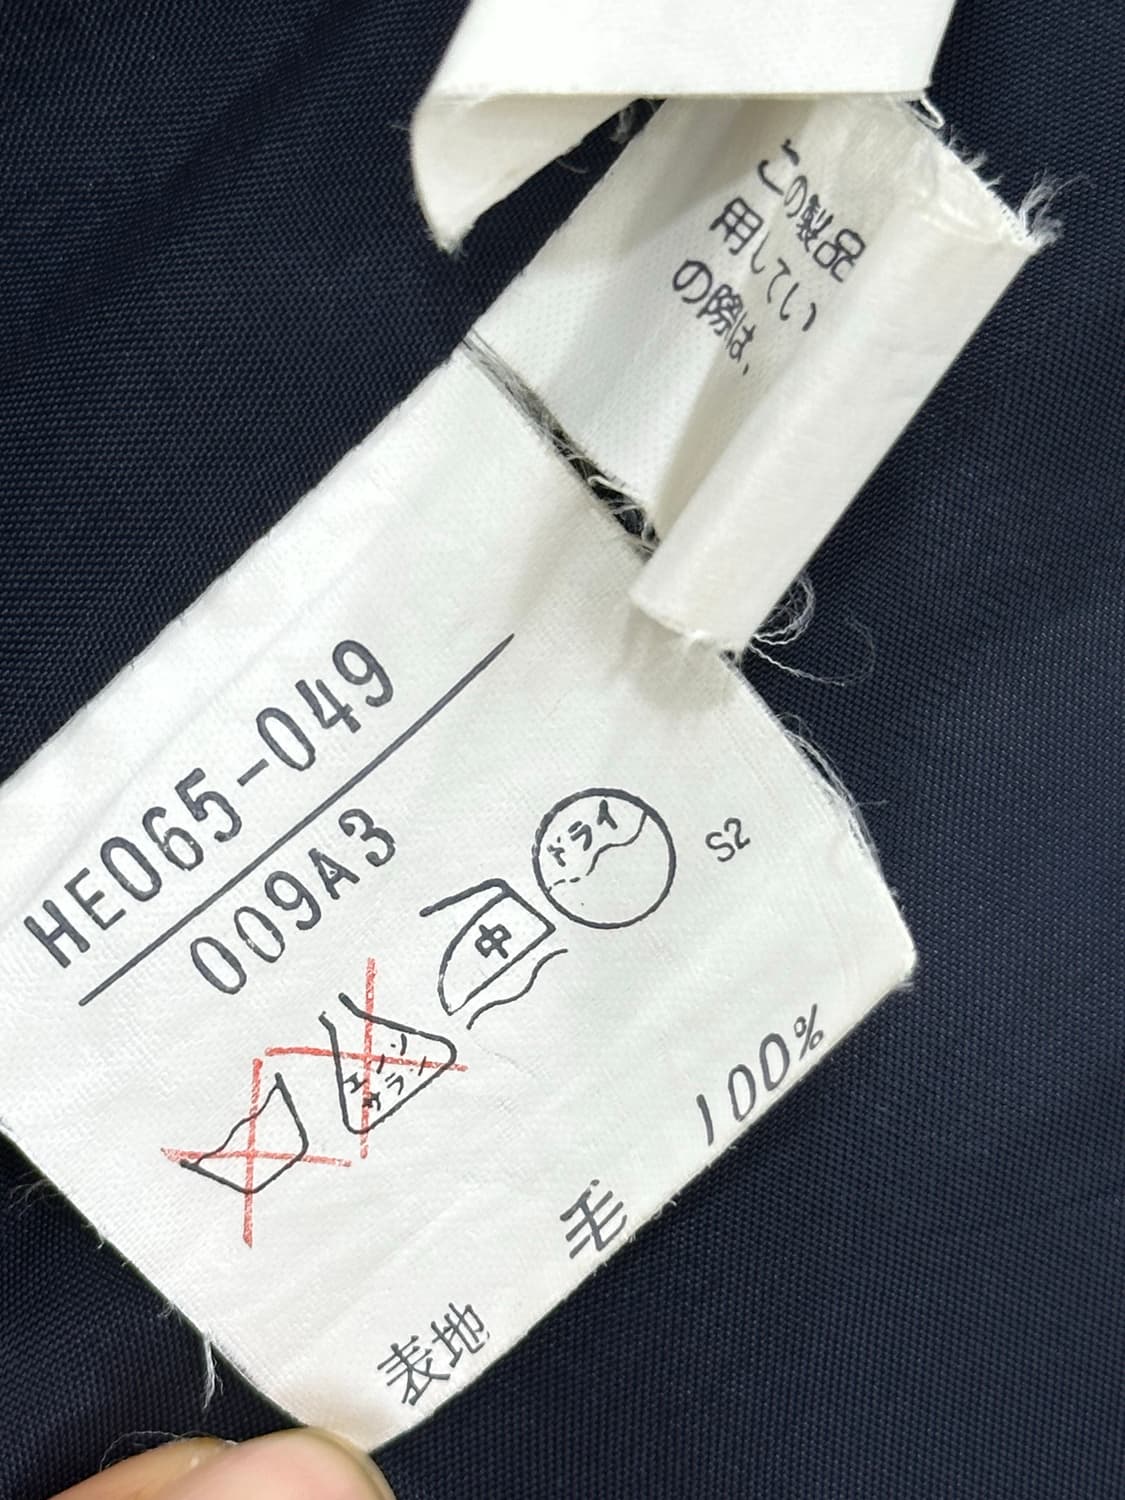 この製品
用してい
の際は、
HE065-049
009A3
エンソ
サラシ
中
ドライ
S2
表地 毛 100%